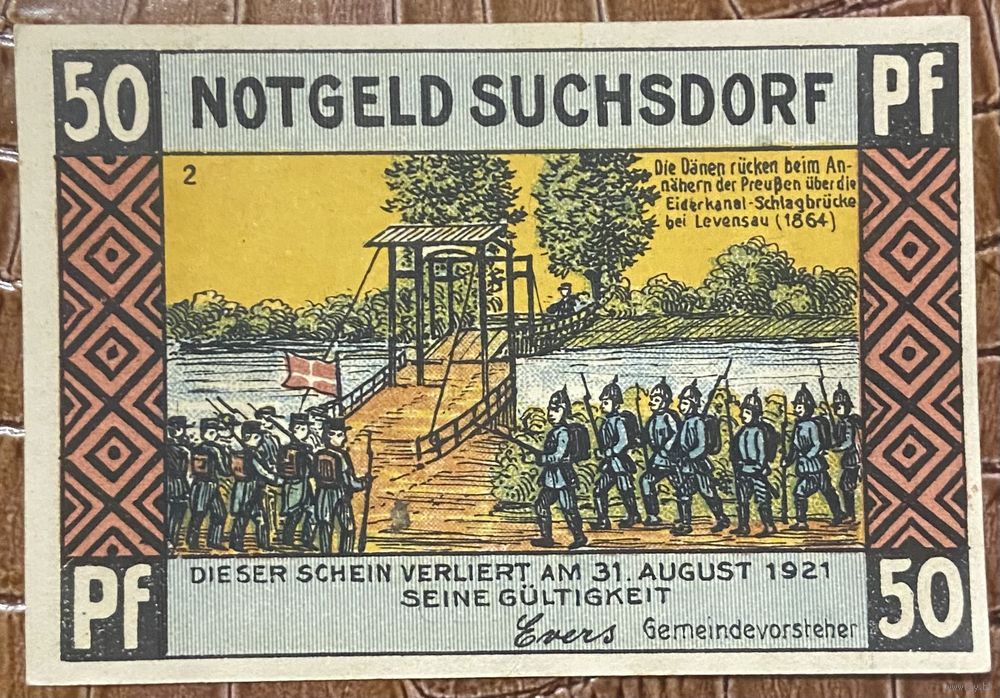 50 NOTGELD SUCHSDORF Pf
2
Die Dänen rücken beim An-
nähern der Preußen über die
Eiderkanal-Schlagbrücke
bei Levensau (1864)
DIESER SCHEIN VERLIERT AM 31. AUGUST 1921
SEINE GÜLTIGKEIT
Evers Gemeindevorsteher
Pf 50